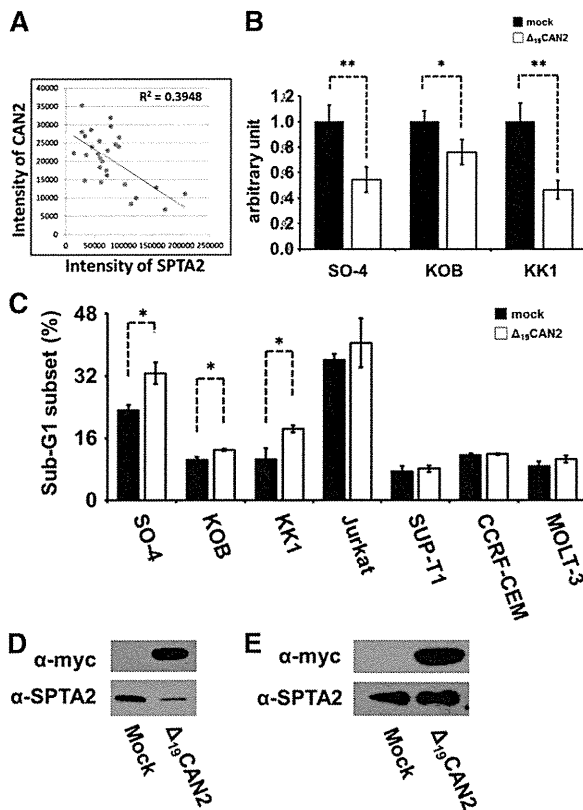 A
R² = 0.3948
Intensity of CAN2
40000
35000
30000
25000
20000
15000
10000
5000
0
0 50000 100000 150000 200000 250000
Intensity of SPTA2
B
mock
Δ₁₉CAN2
** * **
arbitrary unit
1.4
1.2
1.0
0.8
0.6
0.4
0.2
0.0
SO-4 KOB KK1
C
mock
Δ₁₉CAN2
* * *
Sub-G1 subset (%)
48
32
16
0
SO-4 KOB KK1 Jurkat SUP-T1 CCRF-CEM MOLT-3
D
α-myc
α-SPTA2
Mock Δ₁₉CAN2
E
α-myc
α-SPTA2
Mock Δ₁₉CAN2